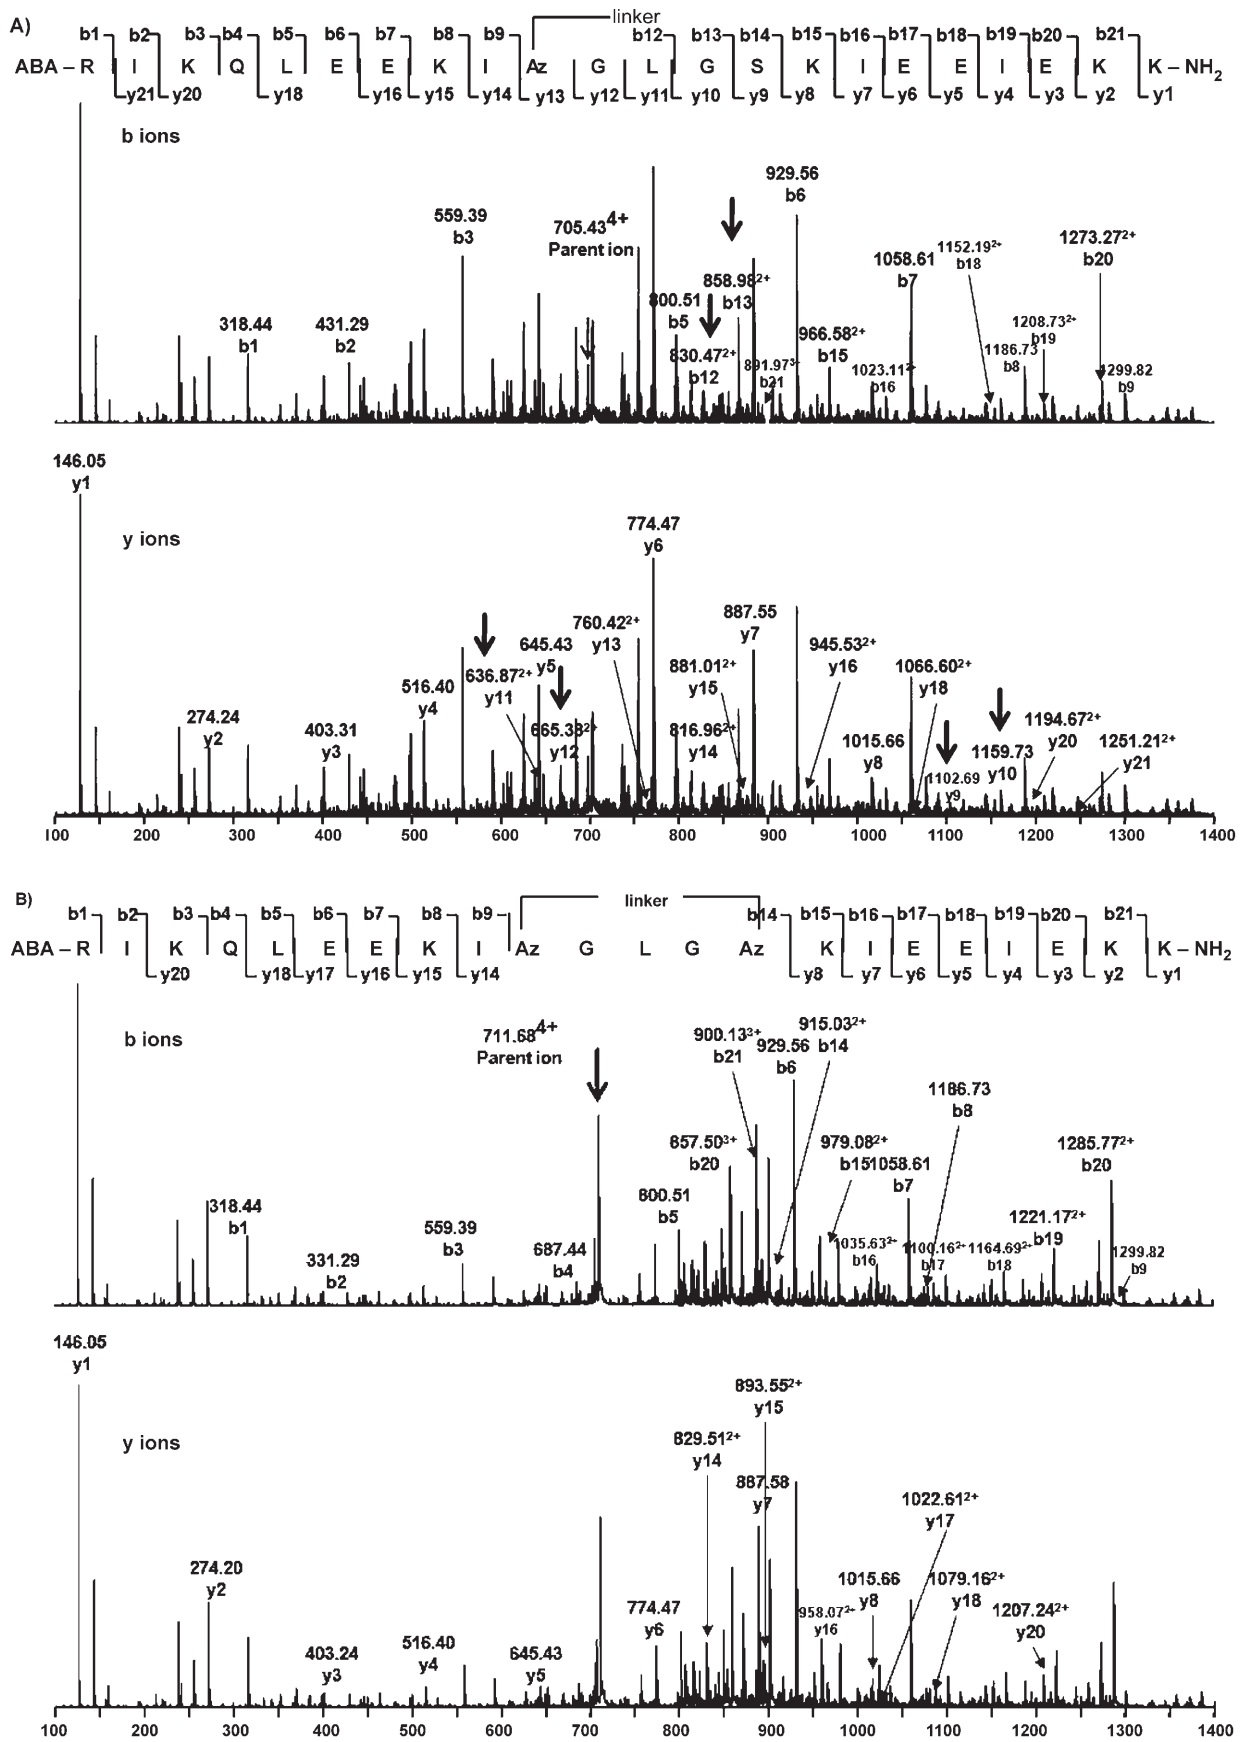 A)
linker
b1 b2 b3 b4 b5 b6 b7 b8 b9 b12 b13 b14 b15 b16 b17 b18 b19 b20 b21
ABA – R I K Q L E E K I Az G L G S K I E E I E K K – NH2
y21 y20 y18 y16 y15 y14 y13 y12 y11 y10 y9 y8 y7 y6 y5 y4 y3 y2 y1
b ions
318.44
b1
431.29
b2
559.39
b3
705.43 4+
Parent ion
800.51
b5
830.47 2+
b12
858.98 2+
b13
891.97 3+
b21
929.56
b6
966.58 2+
b15
1023.11 2+
b16
1058.61
b7
1152.19 2+
b18
1186.73
b8
1208.73 2+
b19
1273.27 2+
b20
1299.82
b9
146.05
y1
y ions
274.24
y2
403.31
y3
516.40
y4
636.87 2+
y11
645.43
y5
665.38 2+
y12
760.42 2+
y13
774.47
y6
881.01 2+
y15
816.96 2+
y14
887.55
y7
945.53 2+
y16
1015.66
y8
1066.60 2+
y18
1102.69
y9
1159.73
y10
1194.67 2+
y20
1251.21 2+
y21
100 200 300 400 500 600 700 800 900 1000 1100 1200 1300 1400
B)
linker
b1 b2 b3 b4 b5 b6 b7 b8 b9 b14 b15 b16 b17 b18 b19 b20 b21
ABA – R I K Q L E E K I Az G L G Az K I E E I E K K – NH2
y20 y18 y17 y16 y15 y14 y8 y7 y6 y5 y4 y3 y2 y1
b ions
318.44
b1
331.29
b2
559.39
b3
687.44
b4
711.68 4+
Parent ion
800.51
b5
857.50 3+
b20
900.13 3+
b21
929.56
b6
915.03 2+
b14
979.08 2+
b15
1035.63 2+
b16
1058.61
b7
1100.16 2+
b17
1186.73
b8
1164.69 2+
b18
1221.17 2+
b19
1285.77 2+
b20
1299.82
b9
146.05
y1
y ions
274.20
y2
403.24
y3
516.40
y4
645.43
y5
774.47
y6
829.51 2+
y14
893.55 2+
y15
887.58
y7
958.07 2+
y16
1015.66
y8
1022.61 2+
y17
1079.16 2+
y18
1207.24 2+
y20
100 200 300 400 500 600 700 800 900 1000 1100 1200 1300 1400